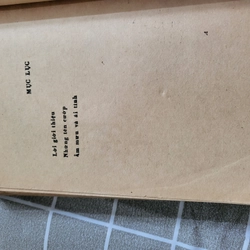 MỤC LỤC
Lời giới thiệu
Những tên cướp
Âm mưu và ái tình